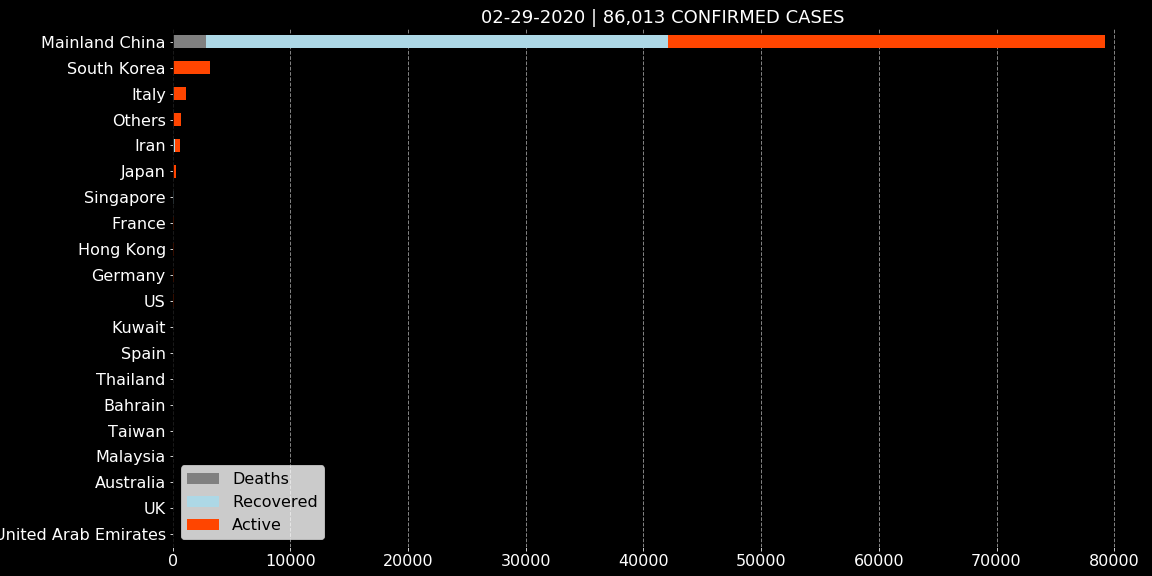 02-29-2020 | 86,013 CONFIRMED CASES
Mainland China
South Korea
Italy
Others
Iran
Japan
Singapore
France
Hong Kong
Germany
US
Kuwait
Spain
Thailand
Bahrain
Taiwan
Malaysia
Australia
UK
United Arab Emirates
Deaths
Recovered
Active
0 10000 20000 30000 40000 50000 60000 70000 80000